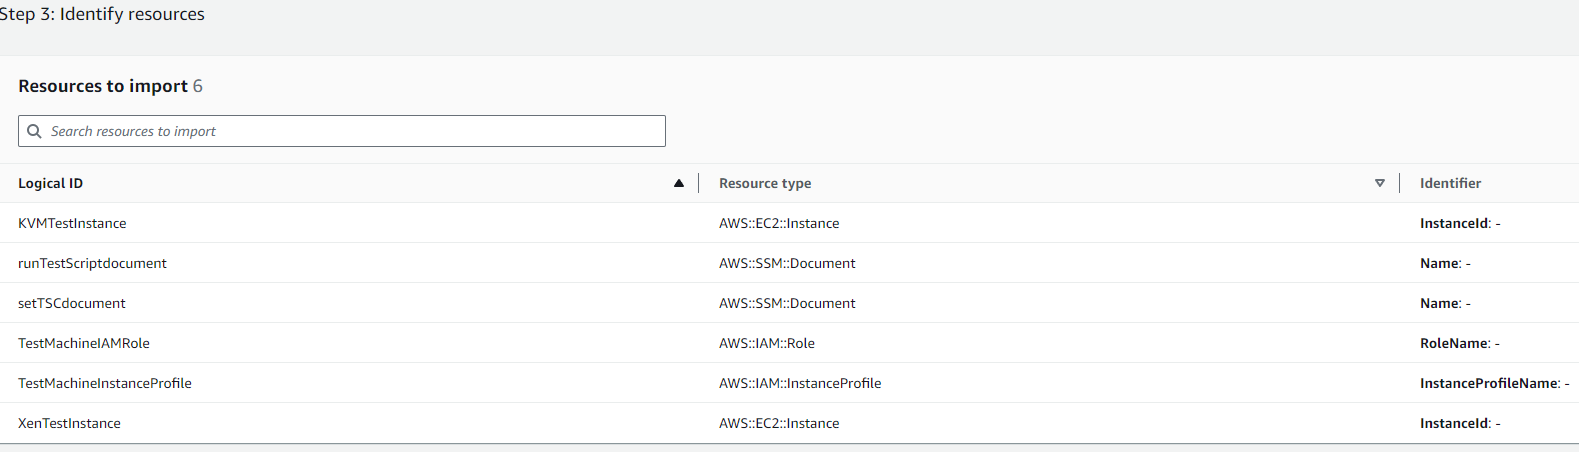 Step 3: Identify resources
Resources to import 6
Search resources to import
Logical ID Resource type Identifier
KVMTestInstance AWS::EC2::Instance InstanceId: -
runTestScriptdocument AWS::SSM::Document Name: -
setTSCdocument AWS::SSM::Document Name: -
TestMachineIAMRole AWS::IAM::Role RoleName: -
TestMachineInstanceProfile AWS::IAM::InstanceProfile InstanceProfileName: -
XenTestInstance AWS::EC2::Instance InstanceId: -